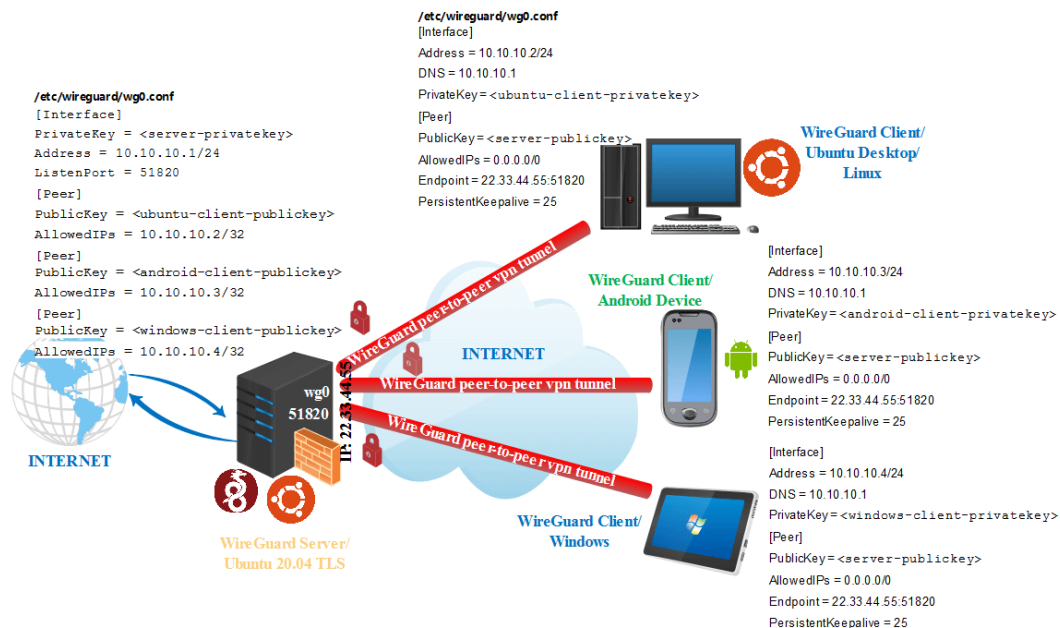 /etc/wireguard/wg0.conf
[Interface]
Address = 10.10.10.2/24
DNS = 10.10.10.1
PrivateKey = <ubuntu-client-privatekey>
[Peer]
PublicKey = <server-publickey>
AllowedIPs = 0.0.0.0/0
Endpoint = 22.33.44.55:51820
PersistentKeepalive = 25
/etc/wireguard/wg0.conf
[Interface]
PrivateKey = <server-privatekey>
Address = 10.10.10.1/24
ListenPort = 51820
[Peer]
PublicKey = <ubuntu-client-publickey>
AllowedIPs = 10.10.10.2/32
[Peer]
PublicKey = <android-client-publickey>
AllowedIPs = 10.10.10.3/32
[Peer]
PublicKey = <windows-client-publickey>
AllowedIPs = 10.10.10.4/32
WireGuard Client/
Ubuntu Desktop/
Linux
WireGuard peer-to-peer vpn tunnel
WireGuard Client/
Android Device
INTERNET
WireGuard peer-to-peer vpn tunnel
WireGuard peer-to-peer vpn tunnel
wg0
51820
IP: 22.33.44.55
INTERNET
WireGuard Server/
Ubuntu 20.04 TLS
WireGuard Client/
Windows
[Interface]
Address = 10.10.10.3/24
DNS = 10.10.10.1
PrivateKey = <android-client-privatekey>
[Peer]
PublicKey = <server-publickey>
AllowedIPs = 0.0.0.0/0
Endpoint = 22.33.44.55:51820
PersistentKeepalive = 25
[Interface]
Address = 10.10.10.4/24
DNS = 10.10.10.1
PrivateKey = <windows-client-privatekey>
[Peer]
PublicKey = <server-publickey>
AllowedIPs = 0.0.0.0/0
Endpoint = 22.33.44.55:51820
PersistentKeepalive = 25